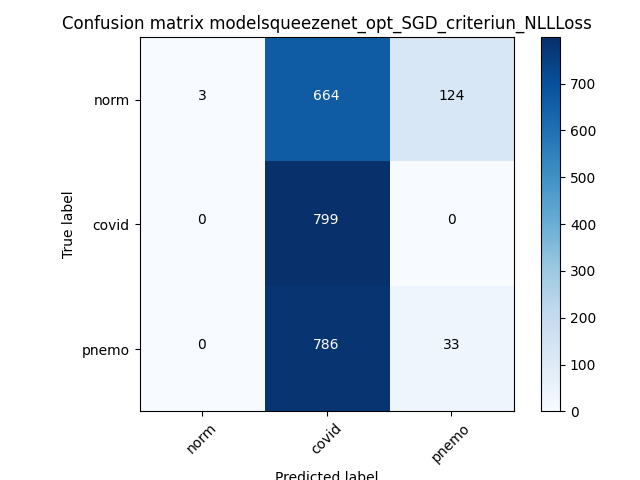 Confusion matrix modelsqueezenet_opt_SGD_criteriun_NLLLoss
norm 3 664 124
covid 0 799 0
pnemo 0 786 33
True label
norm covid pnemo
Predicted label
700
600
500
400
300
200
100
0